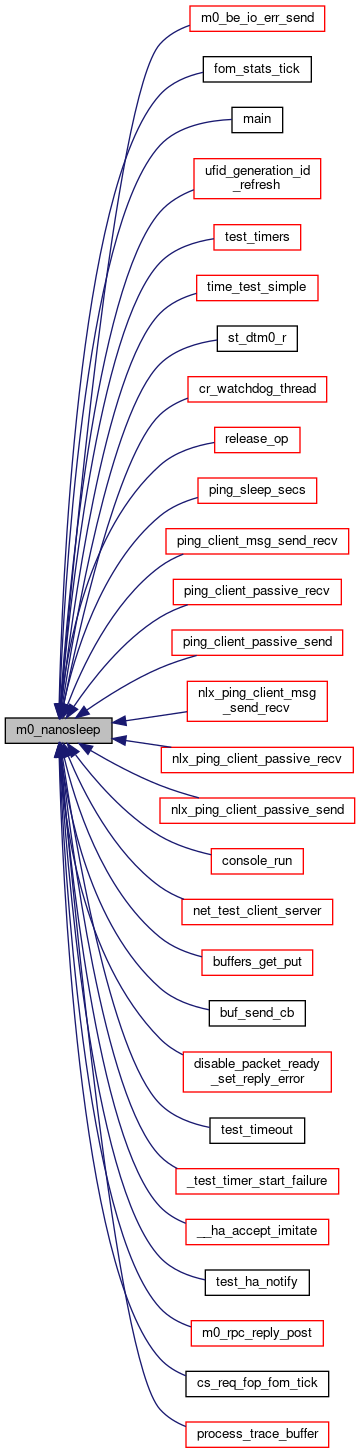 m0_be_io_err_send
fom_stats_tick
main
ufid_generation_id
_refresh
test_timers
time_test_simple
st_dtm0_r
cr_watchdog_thread
release_op
ping_sleep_secs
ping_client_msg_send_recv
ping_client_passive_recv
ping_client_passive_send
nlx_ping_client_msg
_send_recv
m0_nanosleep
nlx_ping_client_passive_recv
nlx_ping_client_passive_send
console_run
net_test_client_server
buffers_get_put
buf_send_cb
disable_packet_ready
_set_reply_error
test_timeout
_test_timer_start_failure
__ha_accept_imitate
test_ha_notify
m0_rpc_reply_post
cs_req_fop_fom_tick
process_trace_buffer